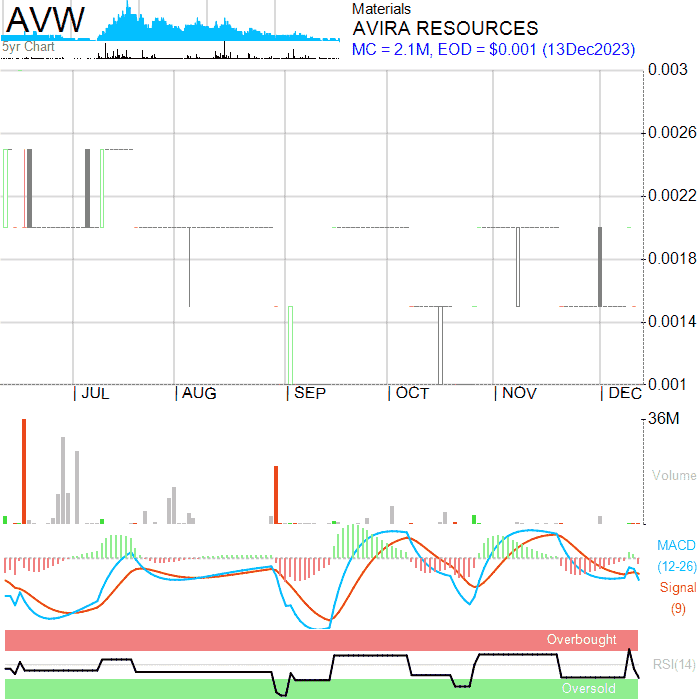 AVW
5yr Chart
Materials
AVIRA RESOURCES
MC = 2.1M, EOD = $0.001 (13Dec2023)
0.003
0.0026
0.0022
0.0018
0.0014
0.001
JUL
AUG
SEP
OCT
NOV
DEC
36M
Volume
MACD
(12-26)
Signal
(9)
Overbought
RSI(14)
Oversold